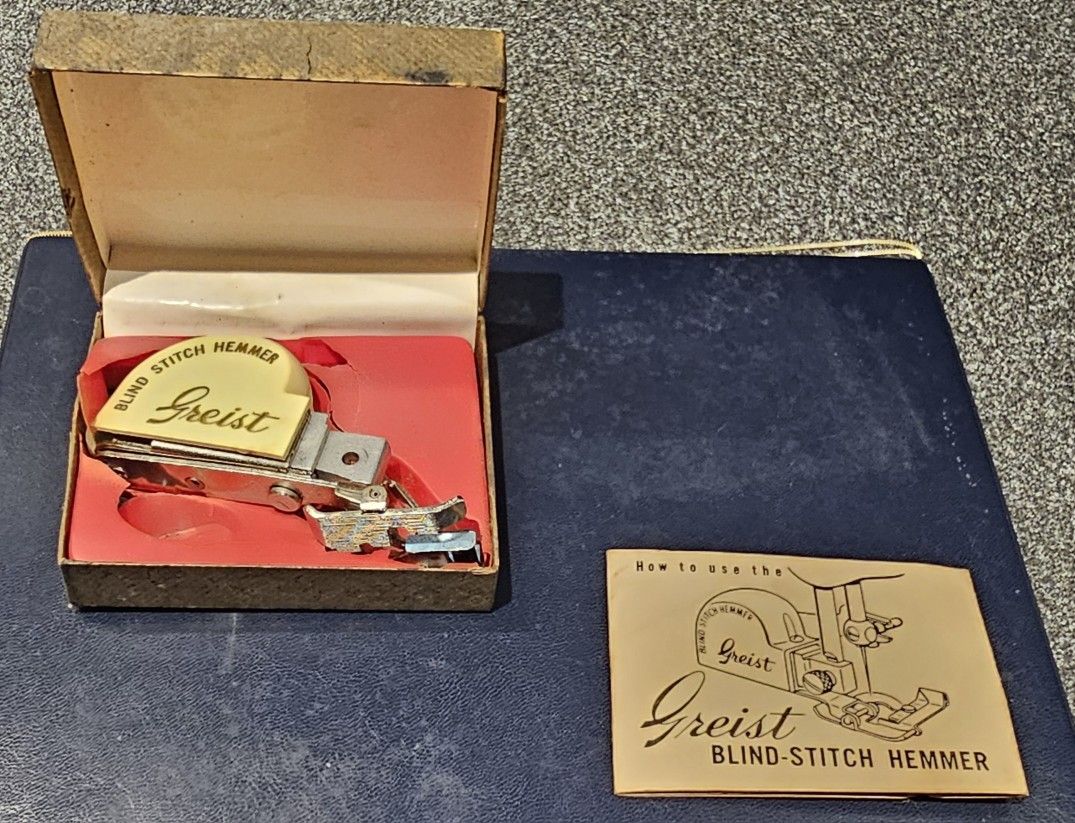 BLIND STITCH HEMMER
Greist
How to use the
BLIND STITCH HEMMER
Greist
Greist
BLIND-STITCH HEMMER